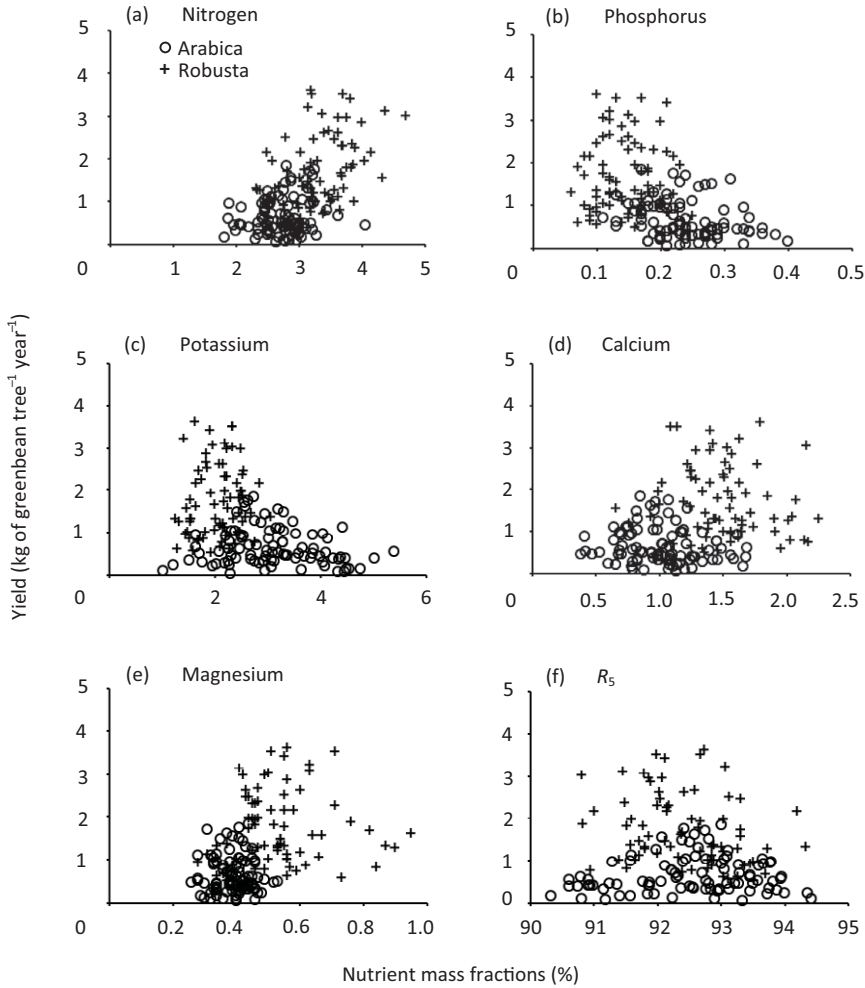 (a) Nitrogen
5
4
3
2
1
0
1 2 3 4 5
○ Arabica
+ Robusta
(b) Phosphorus
5
4
3
2
1
0
0.1 0.2 0.3 0.4 0.5
(c) Potassium
5
4
3
2
1
0
2 4 6
(d) Calcium
5
4
3
2
1
0
0.5 1.0 1.5 2.0 2.5
(e) Magnesium
5
4
3
2
1
0
0.2 0.4 0.6 0.8 1.0
(f) R₅
5
4
3
2
1
0
90 91 92 93 94 95
Yield (kg of greenbean tree⁻¹ year⁻¹)
Nutrient mass fractions (%)